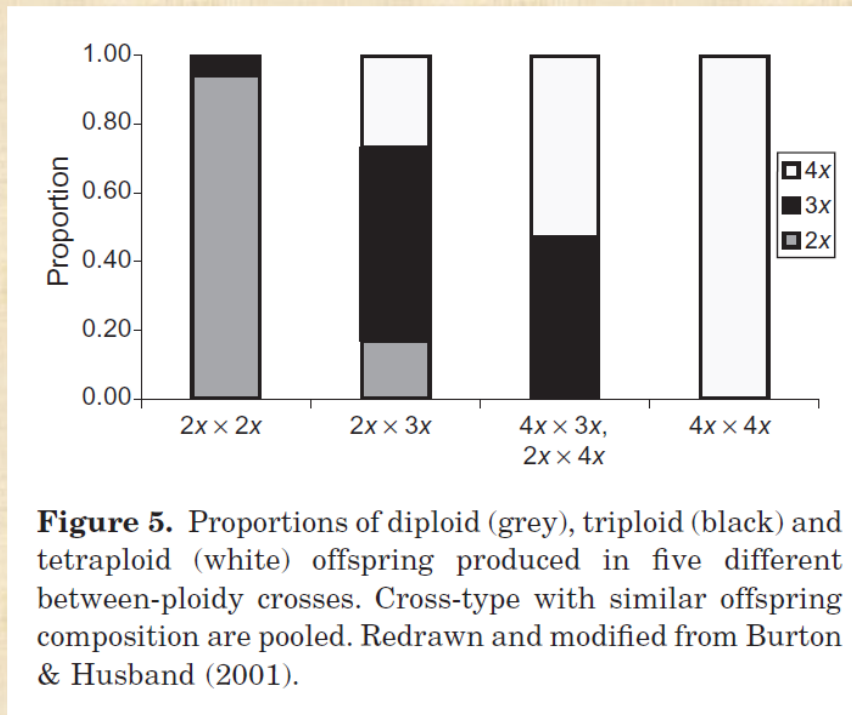 1.00
0.80
0.60
0.40
0.20
0.00
Proportion
4x
3x
2x
2x × 2x
2x × 3x
4x × 3x,
2x × 4x
4x × 4x
Figure 5. Proportions of diploid (grey), triploid (black) and
tetraploid (white) offspring produced in five different
between-ploidy crosses. Cross-type with similar offspring
composition are pooled. Redrawn and modified from Burton
& Husband (2001).